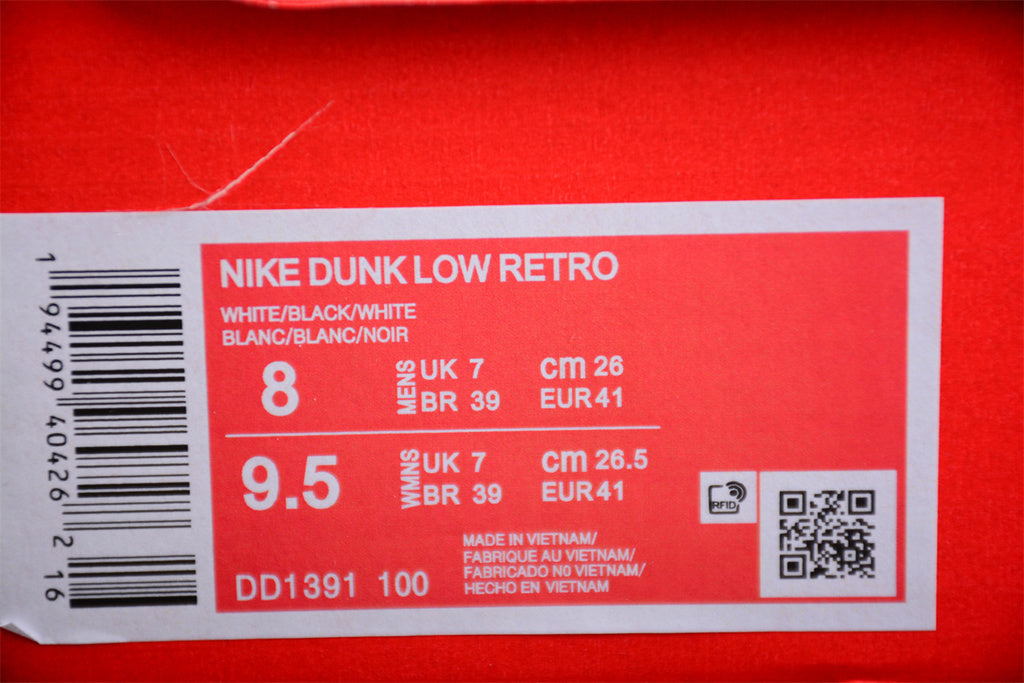 NIKE DUNK LOW RETRO
WHITE/BLACK/WHITE
BLANC/BLANC/NOIR
8 MENS UK 7 cm 26
BR 39 EUR 41
9.5 WMNS UK 7 cm 26.5
BR 39 EUR 41
MADE IN VIETNAM/
FABRIQUE AU VIETNAM/
FABRICADO N0 VIETNAM/
HECHO EN VIETNAM
DD1391 100
RFID
1 94499 40426 2 16